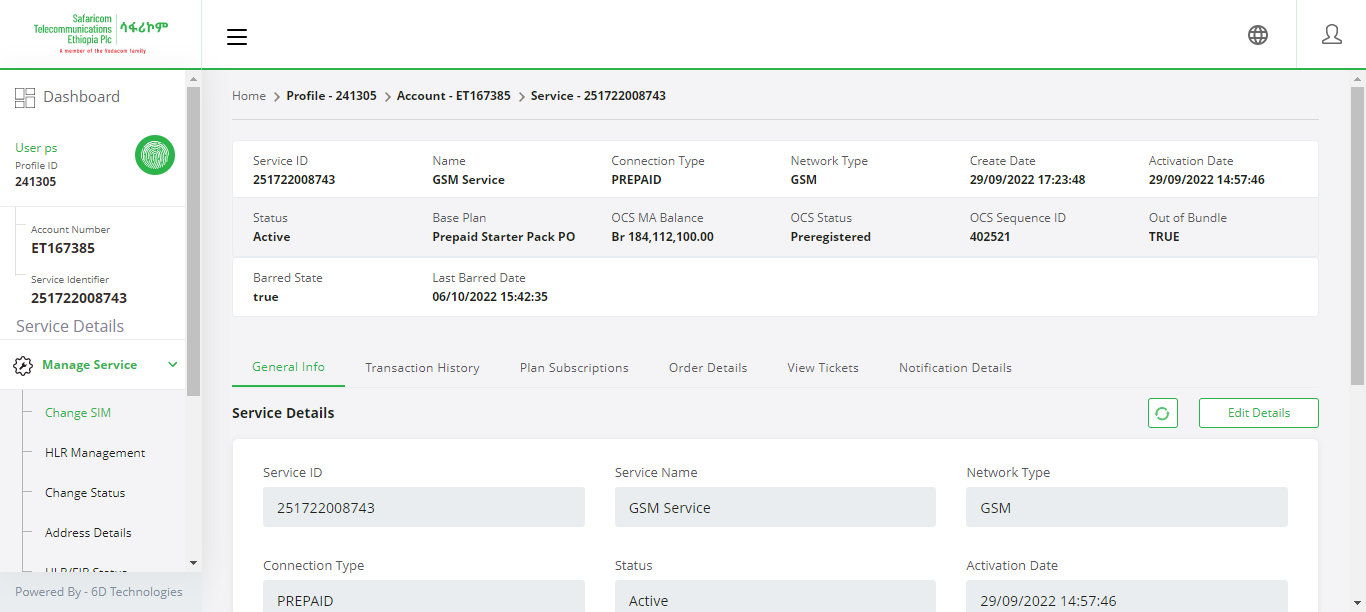 Safaricom
Telecommunications
Ethiopia Plc
ሳፋሪኮም
A member of the Vodacom family
Dashboard
User ps
Profile ID
241305
Account Number
ET167385
Service Identifier
251722008743
Service Details
Manage Service
Change SIM
HLR Management
Change Status
Address Details
HLR/EIR Status
Powered By - 6D Technologies
Home > Profile - 241305 > Account - ET167385 > Service - 251722008743
Service ID Name Connection Type Network Type Create Date Activation Date
251722008743 GSM Service PREPAID GSM 29/09/2022 17:23:48 29/09/2022 14:57:46
Status Base Plan OCS MA Balance OCS Status OCS Sequence ID Out of Bundle
Active Prepaid Starter Pack PO Br 184,112,100.00 Preregistered 402521 TRUE
Barred State Last Barred Date
true 06/10/2022 15:42:35
General Info Transaction History Plan Subscriptions Order Details View Tickets Notification Details
Service Details Edit Details
Service ID Service Name Network Type
251722008743 GSM Service GSM
Connection Type Status Activation Date
PREPAID Active 29/09/2022 14:57:46